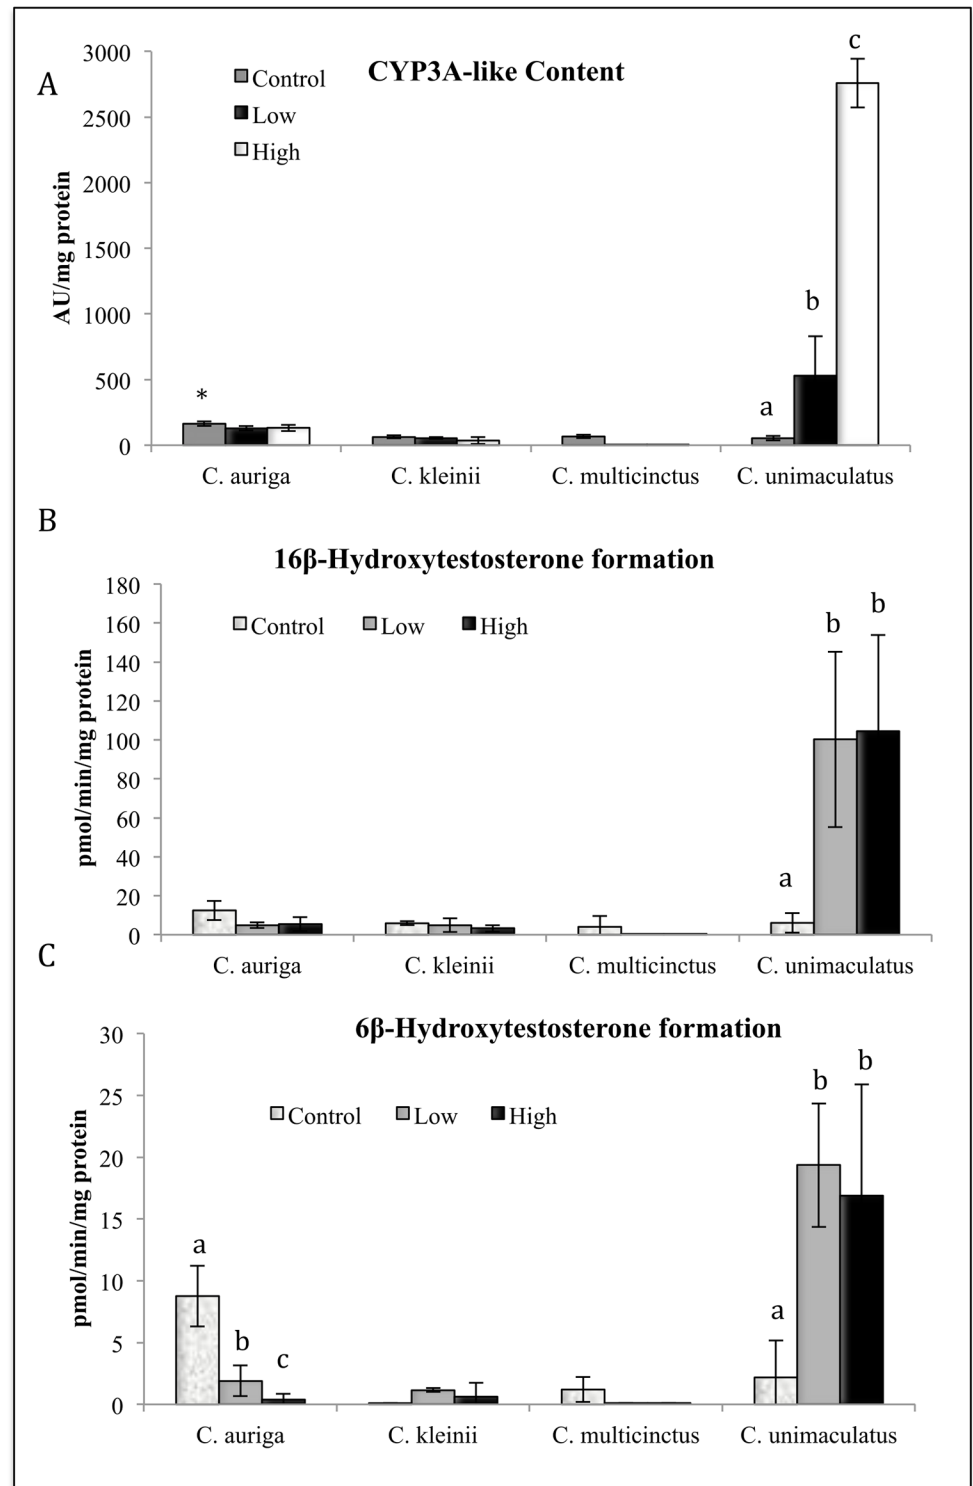 A
CYP3A-like Content
Control
Low
High
AU/mg protein
3000
2500
2000
1500
1000
500
0
*
a
b
c
C. auriga C. kleinii C. multicinctus C. unimaculatus
B
16β-Hydroxytestosterone formation
Control Low High
pmol/min/mg protein
180
160
140
120
100
80
60
40
20
0
a
b
b
C. auriga C. kleinii C. multicinctus C. unimaculatus
C
6β-Hydroxytestosterone formation
Control Low High
pmol/min/mg protein
30
25
20
15
10
5
0
a
b
c
a
b
b
C. auriga C. kleinii C. multicinctus C. unimaculatus